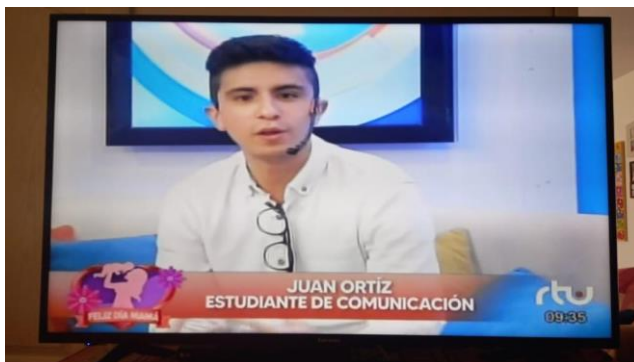 JUAN ORTÍZ
ESTUDIANTE DE COMUNICACIÓN
FELIZ DÍA MAMÁ
rtu
09:35